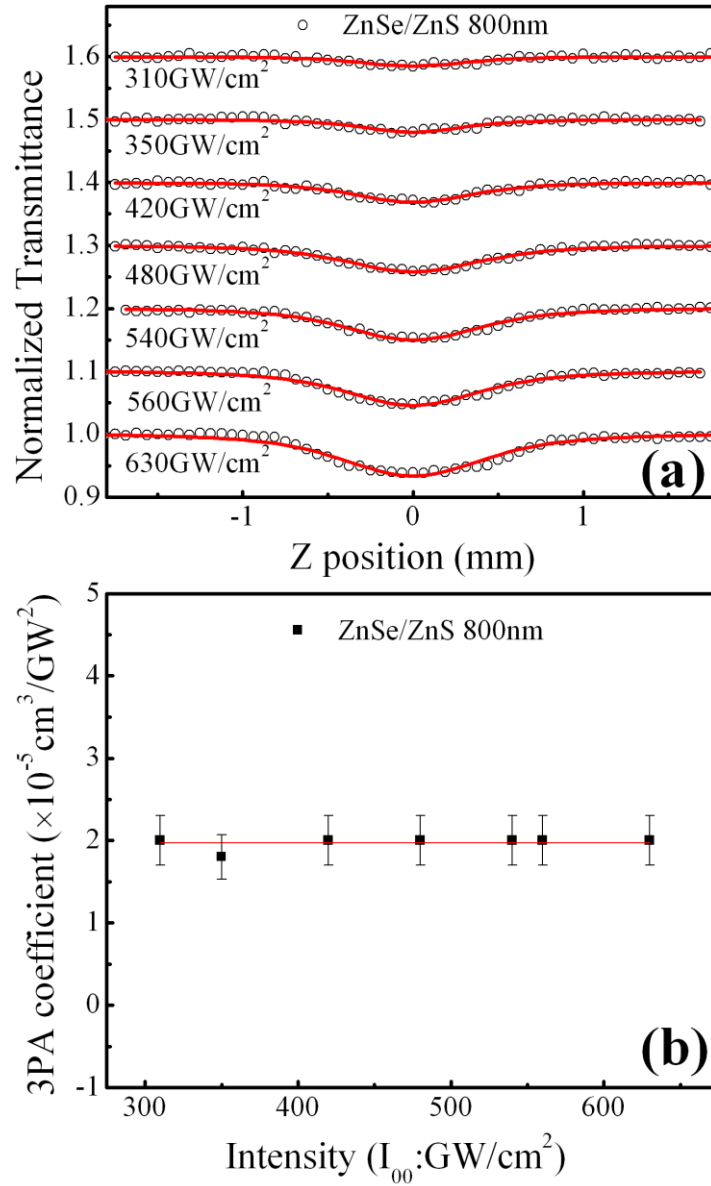 ZnSe/ZnS 800nm
1.6
310GW/cm²
1.5
350GW/cm²
1.4
420GW/cm²
1.3
480GW/cm²
1.2
540GW/cm²
1.1
560GW/cm²
1.0
630GW/cm²
0.9
(a)
Normalized Transmittance
-1 0 1
Z position (mm)
ZnSe/ZnS 800nm
5
4
3
2
1
0
-1
3PA coefficient (×10⁻⁵ cm³/GW²)
(b)
300 400 500 600
Intensity (I₀₀:GW/cm²)